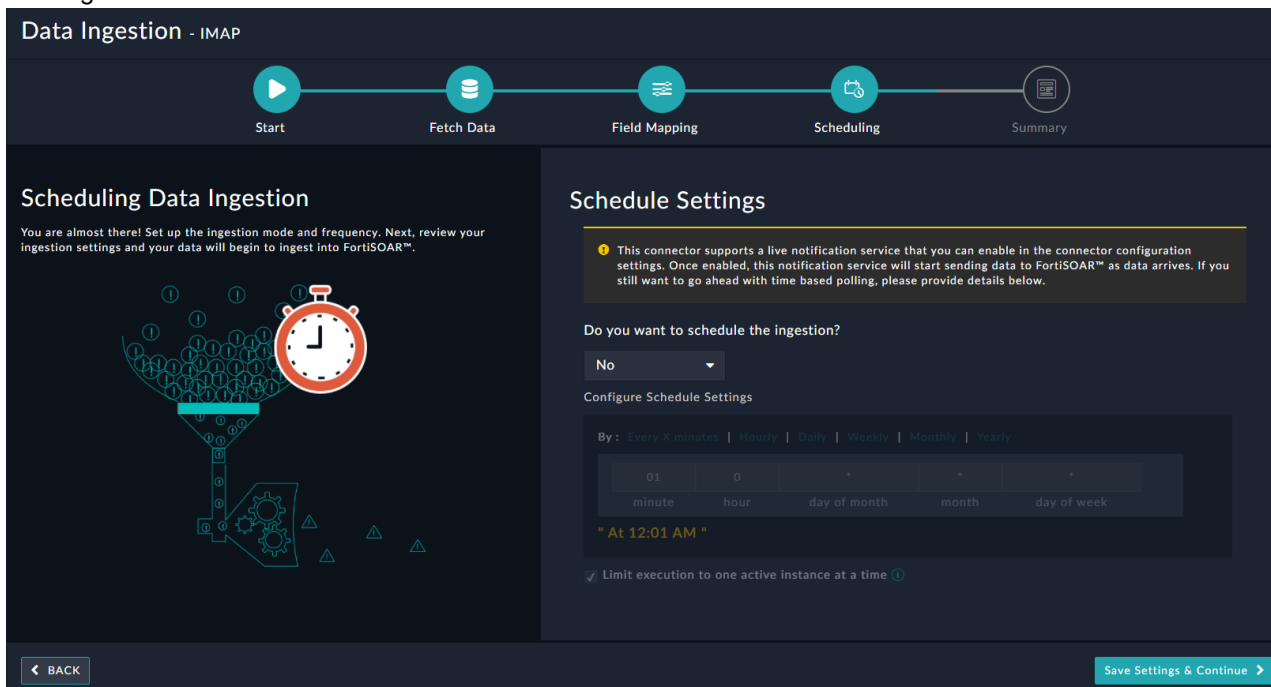 Data Ingestion - IMAP
Start
Fetch Data
Field Mapping
Scheduling
Summary
Scheduling Data Ingestion
You are almost there! Set up the ingestion mode and frequency. Next, review your
ingestion settings and your data will begin to ingest into FortiSOAR™.
Schedule Settings
This connector supports a live notification service that you can enable in the connector configuration
settings. Once enabled, this notification service will start sending data to FortiSOAR™ as data arrives. If you
still want to go ahead with time based polling, please provide details below.
Do you want to schedule the ingestion?
No
Configure Schedule Settings
By : Every X minutes | Hourly | Daily | Weekly | Monthly | Yearly
01 0 * * *
minute hour day of month month day of week
" At 12:01 AM "
Limit execution to one active instance at a time
BACK
Save Settings & Continue